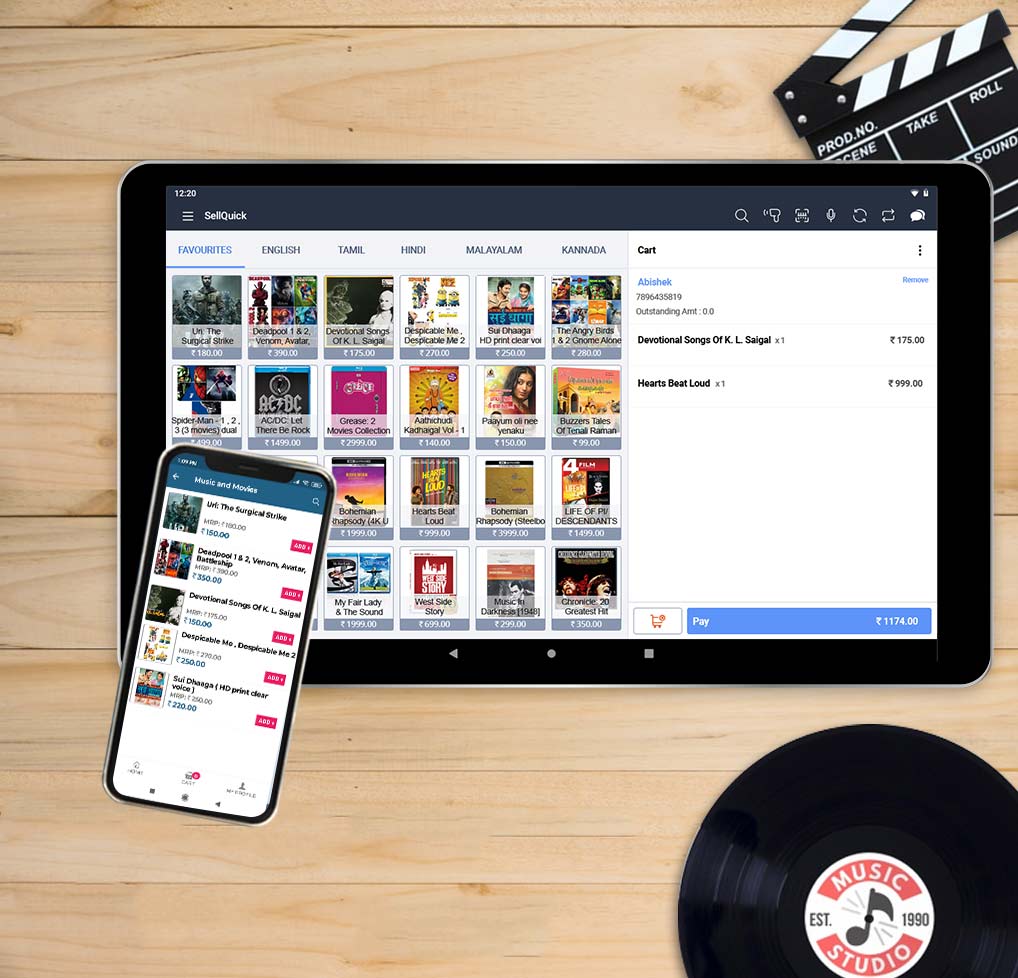 PROD.NO.
TAKE
ROLL
SCENE
SOUND
12:20
SellQuick
FAVOURITES
ENGLISH
TAMIL
HINDI
MALAYALAM
KANNADA
Uri: The
Surgical Strike
₹ 180.00
Deadpool 1 & 2,
Venom, Avatar,
₹ 390.00
Devotional Songs
Of K. L. Saigal
₹ 175.00
Despicable Me ,
Despicable Me 2
₹ 270.00
Sui Dhaaga
HD print clear voi
₹ 250.00
The Angry Birds
1 & 2 Gnome Alone
₹ 280.00
Spider-Man - 1 , 2 ,
3 (3 movies) dual
₹ 499.00
AC/DC: Let
There Be Rock
₹ 1499.00
Grease: 2
Movies Collection
₹ 2999.00
Aathichudi
Kadhaigal Vol - 1
₹ 140.00
Paayum oli nee
yenaku
₹ 150.00
Buzzers Tales
Of Tenali Raman
₹ 99.00
Bohemian
Rhapsody (4K U
₹ 1999.00
HEARTS
BEAT
LOUD
Hearts Beat
Loud
₹ 999.00
Bohemian
Rhapsody (Steelbo
₹ 3999.00
4 FILM
LIFE OF PI/
DESCENDANTS
₹ 1499.00
My Fair Lady
& The Sound
₹ 1999.00
WEST SIDE
STORY
West Side
Story
₹ 699.00
Music In
Darkness [1948]
₹ 299.00
Chronicle: 20
Greatest Hit
₹ 350.00
Cart
Abishek
Remove
7896435819
Outstanding Amt : 0.0
Devotional Songs Of K. L. Saigal x 1
₹ 175.00
Hearts Beat Loud x 1
₹ 999.00
Pay
₹ 1174.00
1:09 PM
Music and Movies
Uri: The Surgical Strike
MRP: ₹ 180.00
₹ 150.00
ADD +
Deadpool 1 & 2, Venom, Avatar,
Battleship
MRP: ₹ 390.00
₹ 350.00
ADD +
Devotional Songs Of K. L. Saigal
MRP: ₹ 175.00
₹ 150.00
ADD +
Despicable Me , Despicable Me 2
MRP: ₹ 270.00
₹ 250.00
ADD +
Sui Dhaaga ( HD print clear
voice )
MRP: ₹ 250.00
₹ 220.00
ADD +
HOME
CART
MY PROFILE
MUSIC
EST.
1990
STUDIO